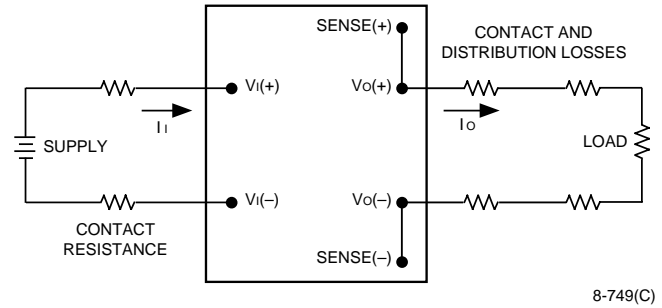 SENSE(+)
CONTACT AND
DISTRIBUTION LOSSES
VI(+)
VO(+)
II
IO
SUPPLY
LOAD
VI(–)
VO(–)
CONTACT
RESISTANCE
SENSE(–)
8-749(C)